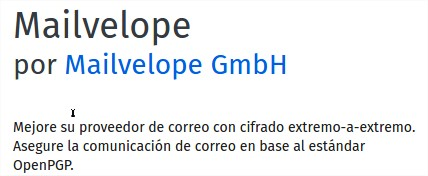 Mailvelope
por Mailvelope GmbH
Mejore su proveedor de correo con cifrado extremo-a-extremo.
Asegure la comunicación de correo en base al estándar
OpenPGP.